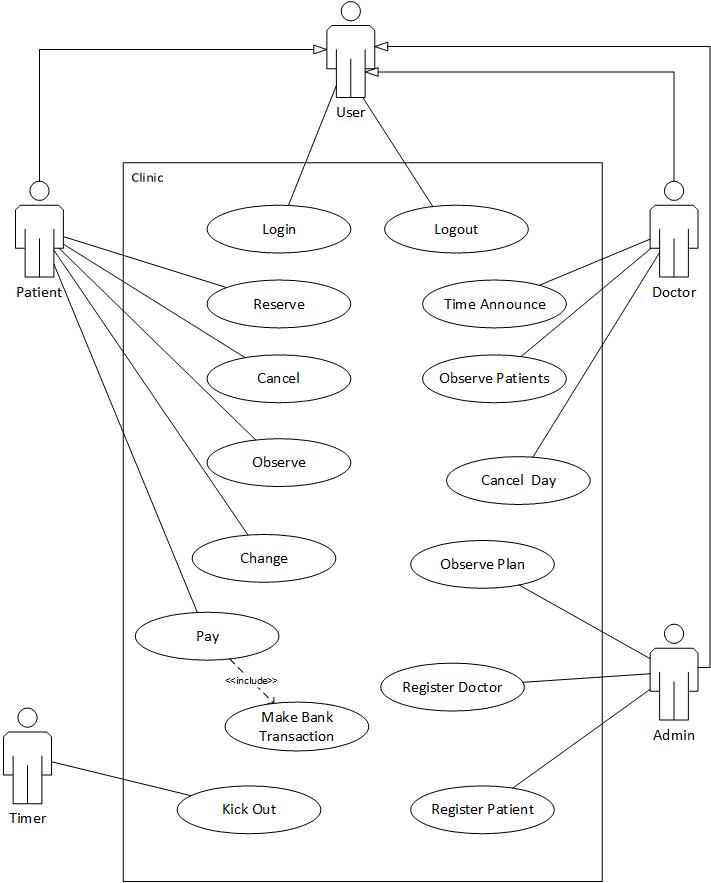 User
Clinic
Login
Logout
Patient
Reserve
Time Announce
Doctor
Cancel
Observe Patients
Observe
Cancel  Day
Change
Observe Plan
Pay
<<include>>
Register Doctor
Make Bank
Transaction
Admin
Timer
Kick Out
Register Patient